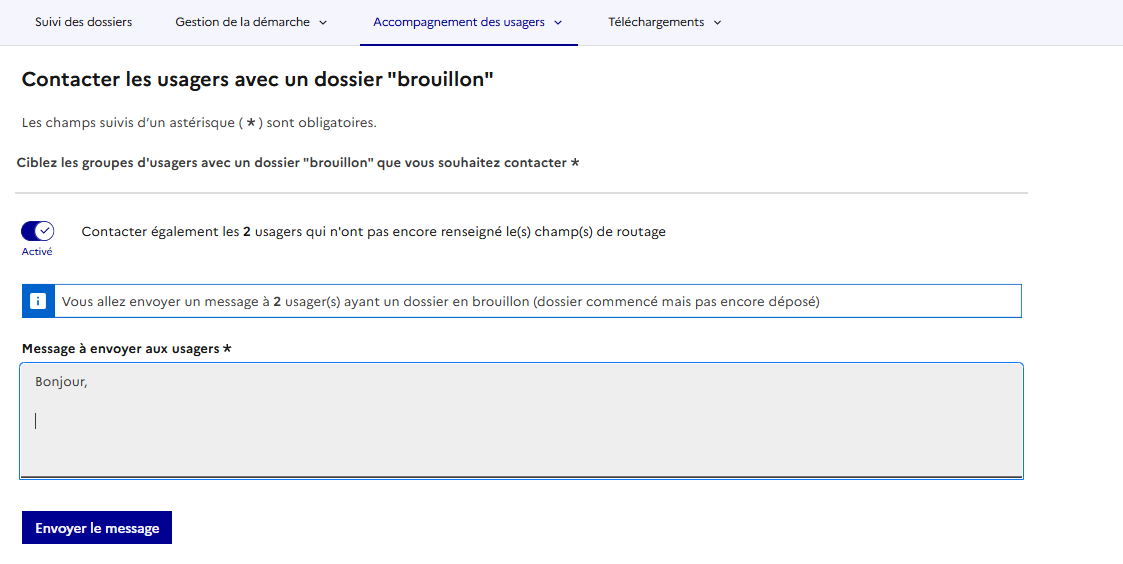 Suivi des dossiers Gestion de la démarche Accompagnement des usagers Téléchargements
Contacter les usagers avec un dossier "brouillon"
Les champs suivis d’un astérisque ( * ) sont obligatoires.
Ciblez les groupes d'usagers avec un dossier "brouillon" que vous souhaitez contacter *
Contacter également les 2 usagers qui n'ont pas encore renseigné le(s) champ(s) de routage
Activé
Vous allez envoyer un message à 2 usager(s) ayant un dossier en brouillon (dossier commencé mais pas encore déposé)
Message à envoyer aux usagers *
Bonjour,
Envoyer le message